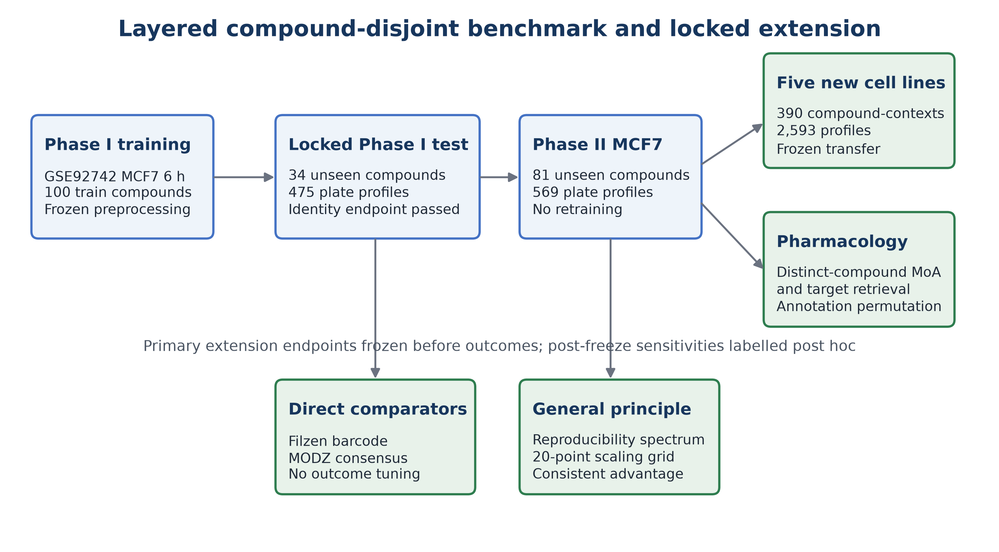 Layered compound-disjoint benchmark and locked extension
Phase I training
GSE92742 MCF7 6 h
100 train compounds
Frozen preprocessing
Locked Phase I test
34 unseen compounds
475 plate profiles
Identity endpoint passed
Phase II MCF7
81 unseen compounds
569 plate profiles
No retraining
Five new cell lines
390 compound-contexts
2,593 profiles
Frozen transfer
Pharmacology
Distinct-compound MoA
and target retrieval
Annotation permutation
Primary extension endpoints frozen before outcomes; post-freeze sensitivities labelled post hoc
Direct comparators
Filzen barcode
MODZ consensus
No outcome tuning
General principle
Reproducibility spectrum
20-point scaling grid
Consistent advantage